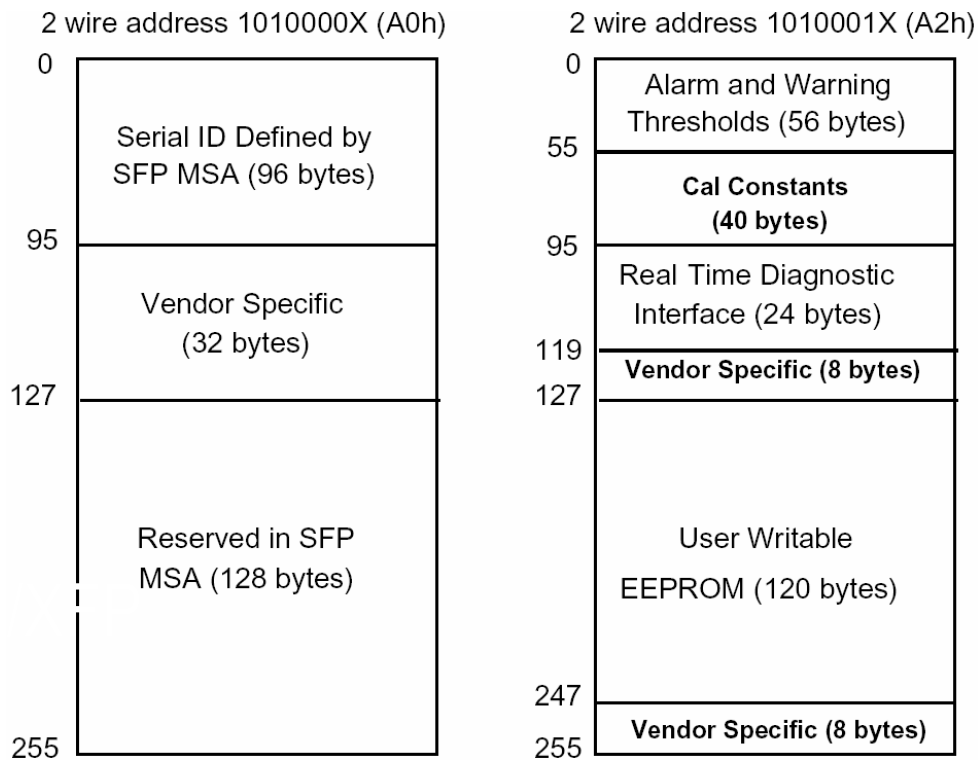 2 wire address 1010000X (A0h)
0
Serial ID Defined by
SFP MSA (96 bytes)
95
Vendor Specific
(32 bytes)
127
Reserved in SFP
MSA (128 bytes)
255
2 wire address 1010001X (A2h)
0
Alarm and Warning
Thresholds (56 bytes)
55
Cal Constants
(40 bytes)
95
Real Time Diagnostic
Interface (24 bytes)
119
Vendor Specific (8 bytes)
127
User Writable
EEPROM (120 bytes)
247
Vendor Specific (8 bytes)
255